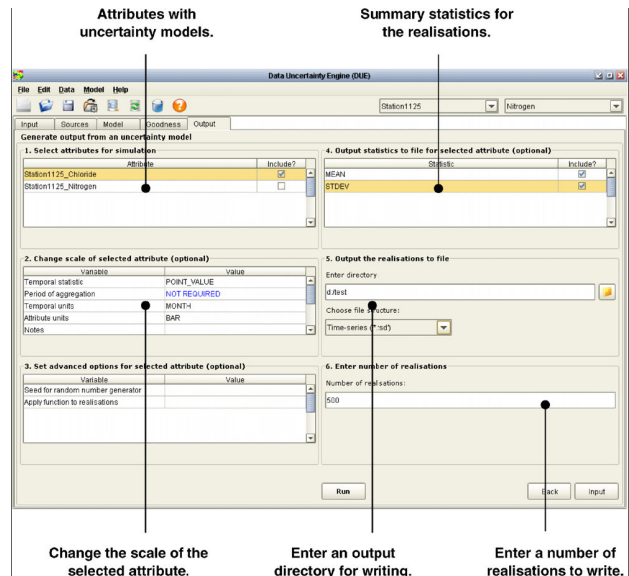 Attributes with
uncertainty models.
Summary statistics for
the realisations.
Data Uncertainty Engine (DUE)
File Edit Data Model Help
Station1125 Nitrogen
Input Sources Model Goodness Output
Generate output from an uncertainty model
1. Select attributes for simulation
Attribute Include?
Station1125_Chloride
Station1125_Nitrogen
4. Output statistics to file for selected attribute (optional)
Statistic Include?
MEAN
STDEV
2. Change scale of selected attribute (optional)
Variable Value
Temporal statistic POINT_VALUE
Period of aggregation NOT REQUIRED
Temporal units MONTH
Attribute units BAR
Notes
5. Output the realisations to file
Enter directory
d:/test
Choose file structure:
Time-series (*.tsd)
3. Set advanced options for selected attribute (optional)
Variable Value
Seed for random number generator
Apply function to realisations
6. Enter number of realisations
Number of realisations:
500
Run Back Input
Change the scale of the
selected attribute.
Enter an output
directory for writing.
Enter a number of
realisations to write.